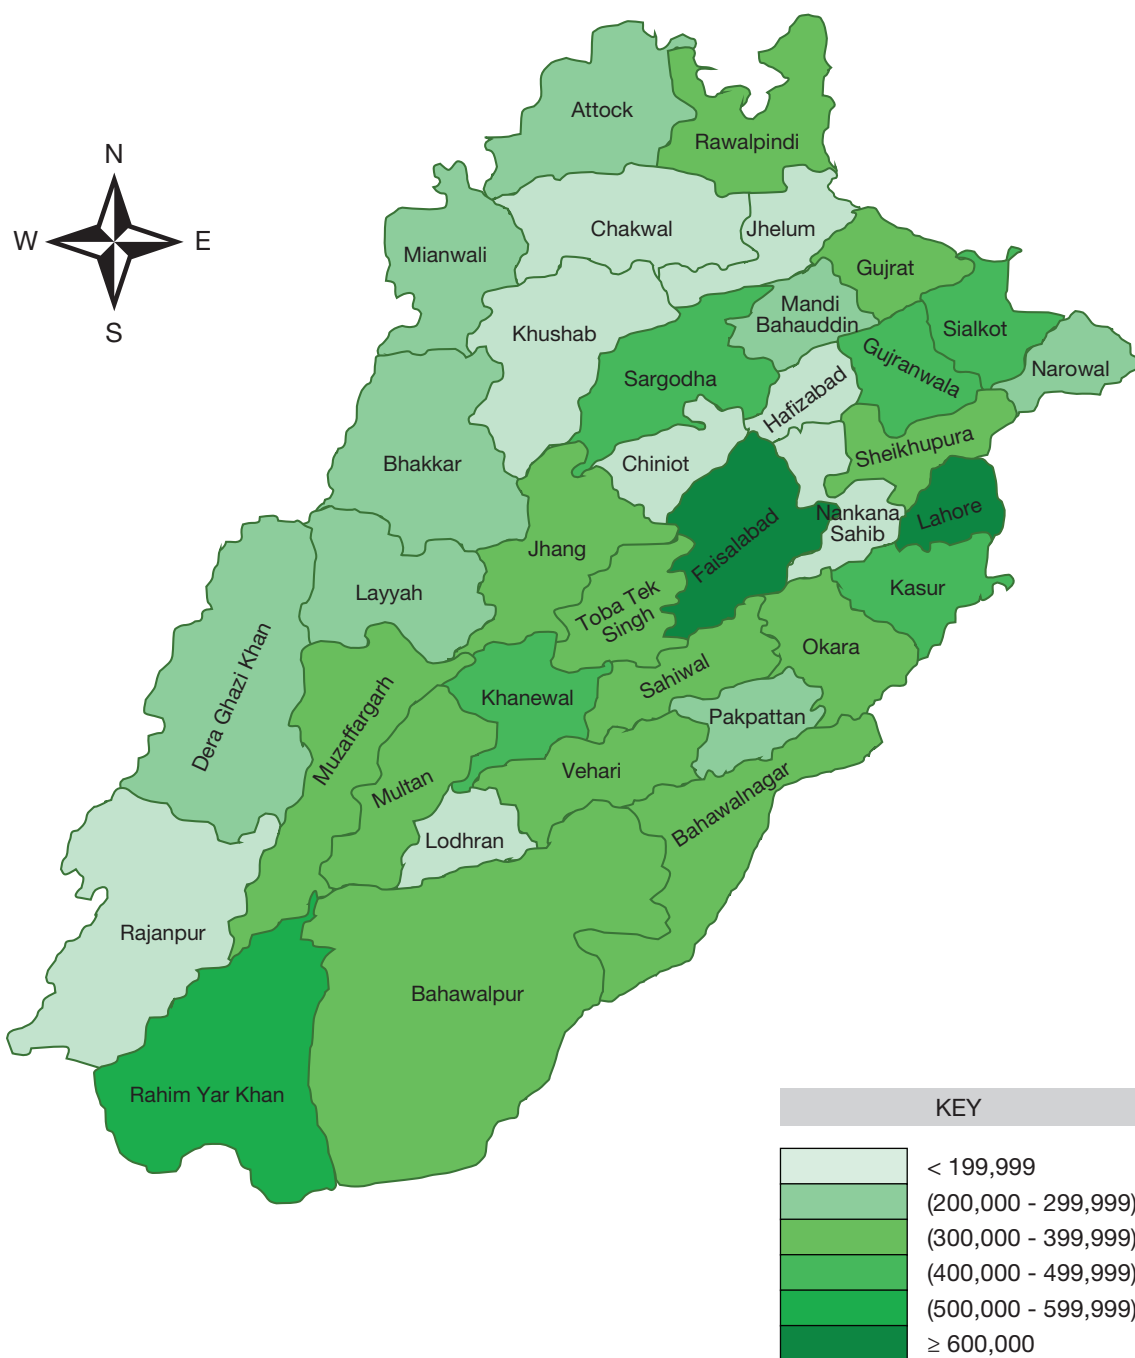 N
W
E
S
Attock
Rawalpindi
Chakwal
Jhelum
Mianwali
Gujrat
Khushab
Mandi
Bahauddin
Sialkot
Gujranwala
Narowal
Sargodha
Hafizabad
Sheikhupura
Bhakkar
Chiniot
Nankana
Sahib
Lahore
Faisalabad
Jhang
Layyah
Kasur
Toba Tek
Singh
Okara
Sahiwal
Dera Ghazi Khan
Muzaffargarh
Khanewal
Pakpattan
Multan
Vehari
Bahawalnagar
Lodhran
Rajanpur
Bahawalpur
Rahim Yar Khan
KEY
< 199,999
(200,000 - 299,999)
(300,000 - 399,999)
(400,000 - 499,999)
(500,000 - 599,999)
≥ 600,000